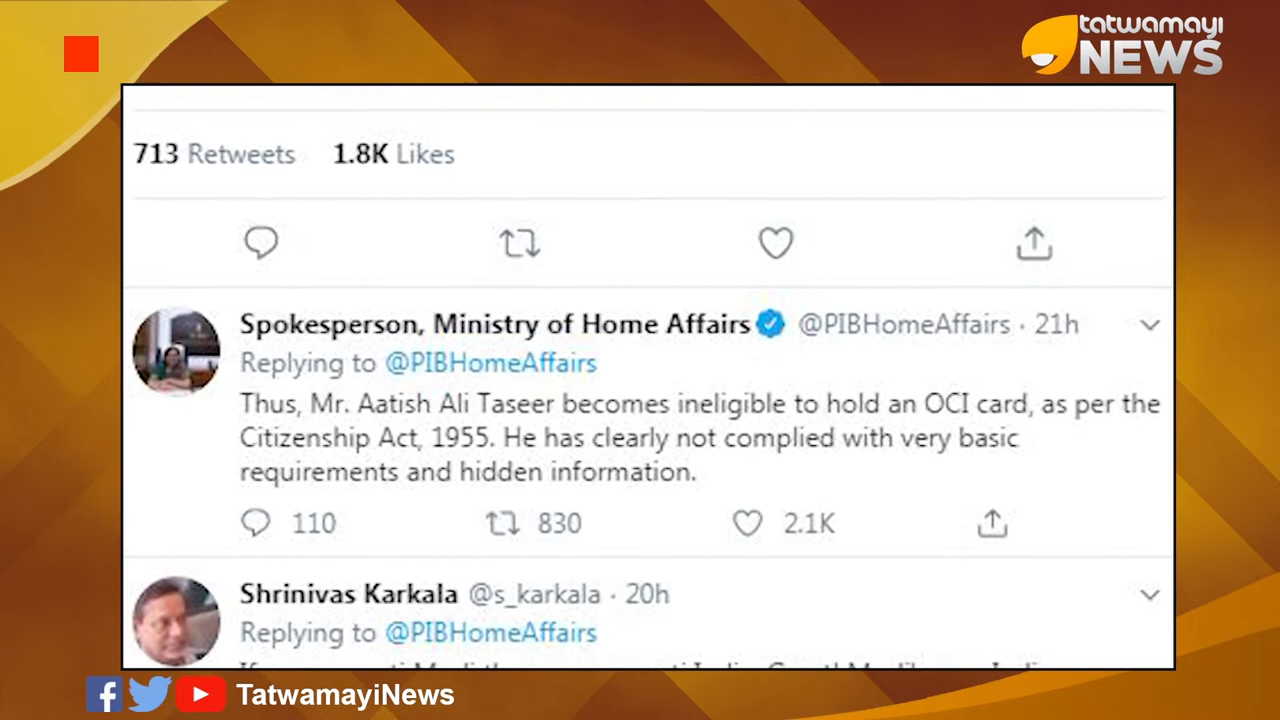 tatwamayi
NEWS
713 Retweets 1.8K Likes
Spokesperson, Ministry of Home Affairs @PIBHomeAffairs · 21h
Replying to @PIBHomeAffairs
Thus, Mr. Aatish Ali Taseer becomes ineligible to hold an OCI card, as per the
Citizenship Act, 1955. He has clearly not complied with very basic
requirements and hidden information.
110 830 2.1K
Shrinivas Karkala @s_karkala · 20h
Replying to @PIBHomeAffairs
TatwamayiNews